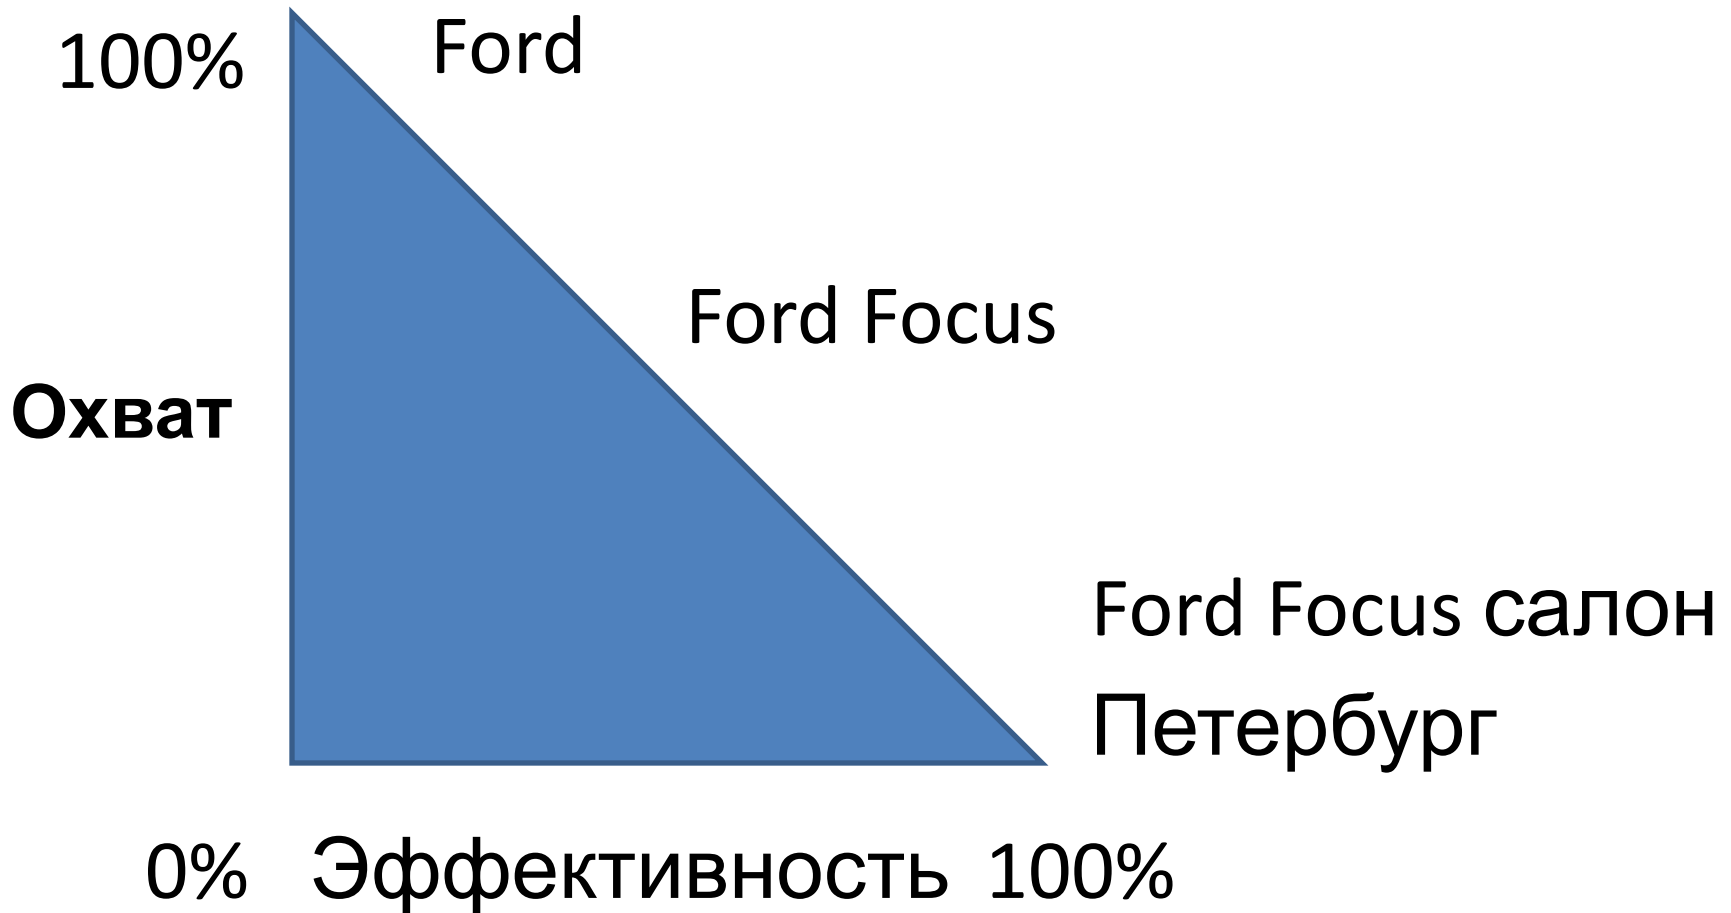 100%
Ford
Ford Focus
Охват
Ford Focus салон
Петербург
0% Эффективность 100%